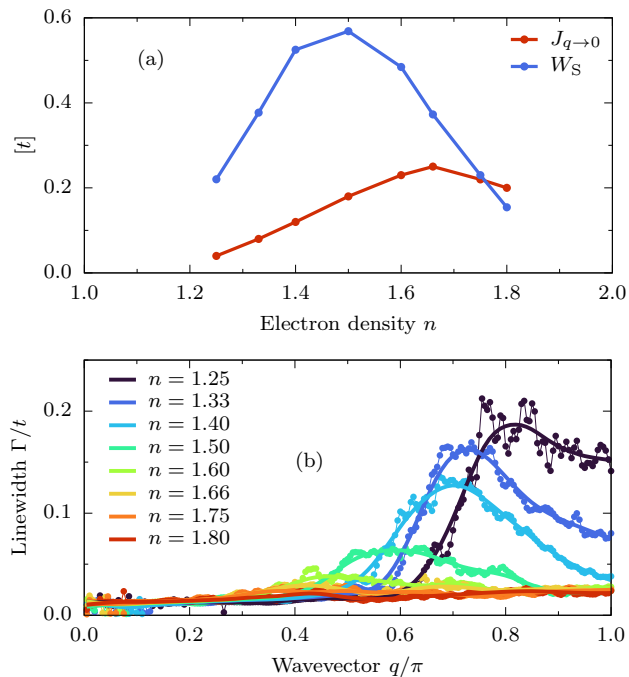 0.6
0.4
0.2
0.0
[t]
(a)
J_{q→0}
W_S
1.0 1.2 1.4 1.6 1.8 2.0
Electron density n
0.2
0.1
0.0
Linewidth Γ/t
n = 1.25
n = 1.33
n = 1.40
n = 1.50
n = 1.60
n = 1.66
n = 1.75
n = 1.80
(b)
0.0 0.2 0.4 0.6 0.8 1.0
Wavevector q/π